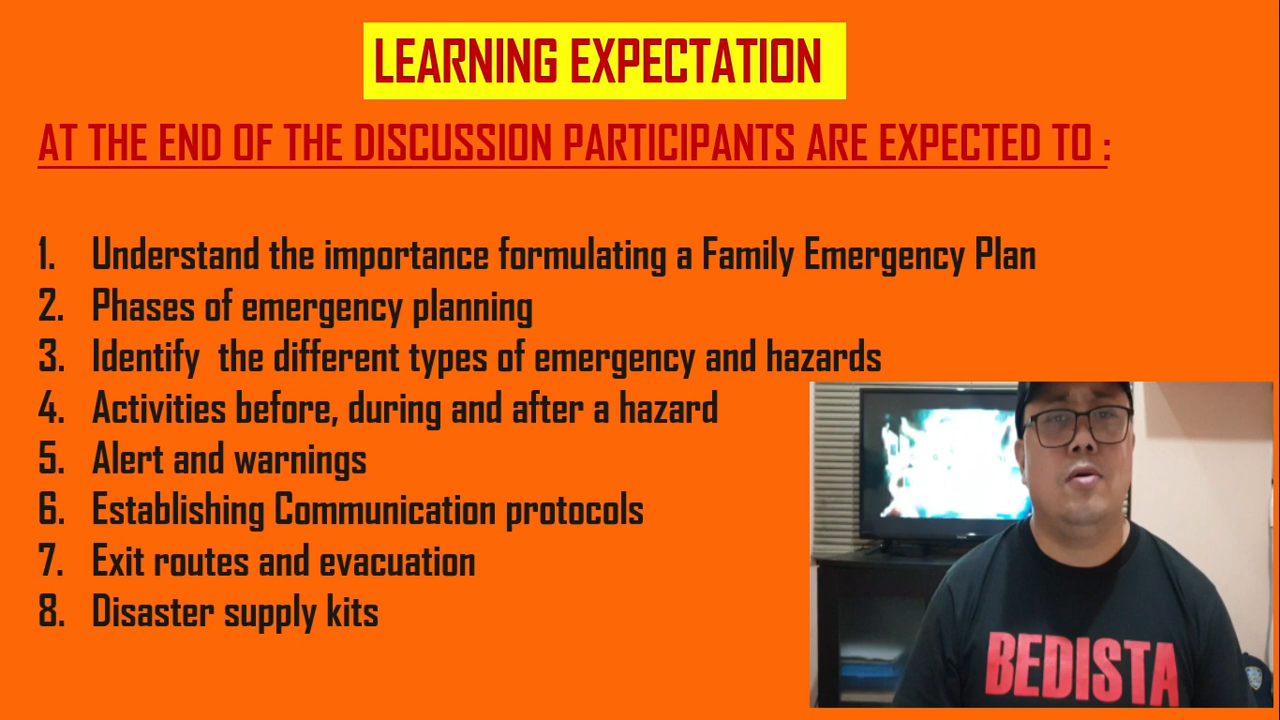 LEARNING EXPECTATION
AT THE END OF THE DISCUSSION PARTICIPANTS ARE EXPECTED TO :
1. Understand the importance formulating a Family Emergency Plan
2. Phases of emergency planning
3. Identify the different types of emergency and hazards
4. Activities before, during and after a hazard
5. Alert and warnings
6. Establishing Communication protocols
7. Exit routes and evacuation
8. Disaster supply kits
BEDISTA